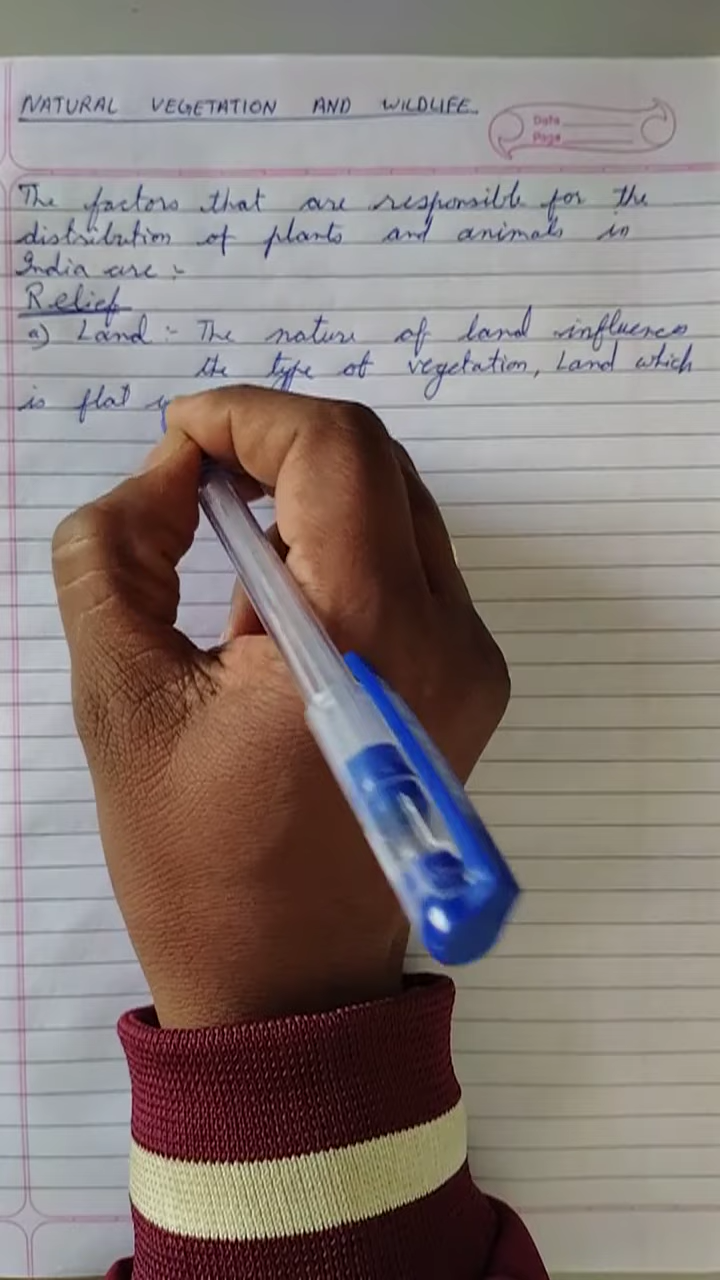 NATURAL VEGETATION AND WILDLIFE
Date
Page
The factors that are responsible for the
distribution of plants and animals in
India are :-
Relief
a) Land :- The nature of land influences
the type of vegetation, Land which
is flat